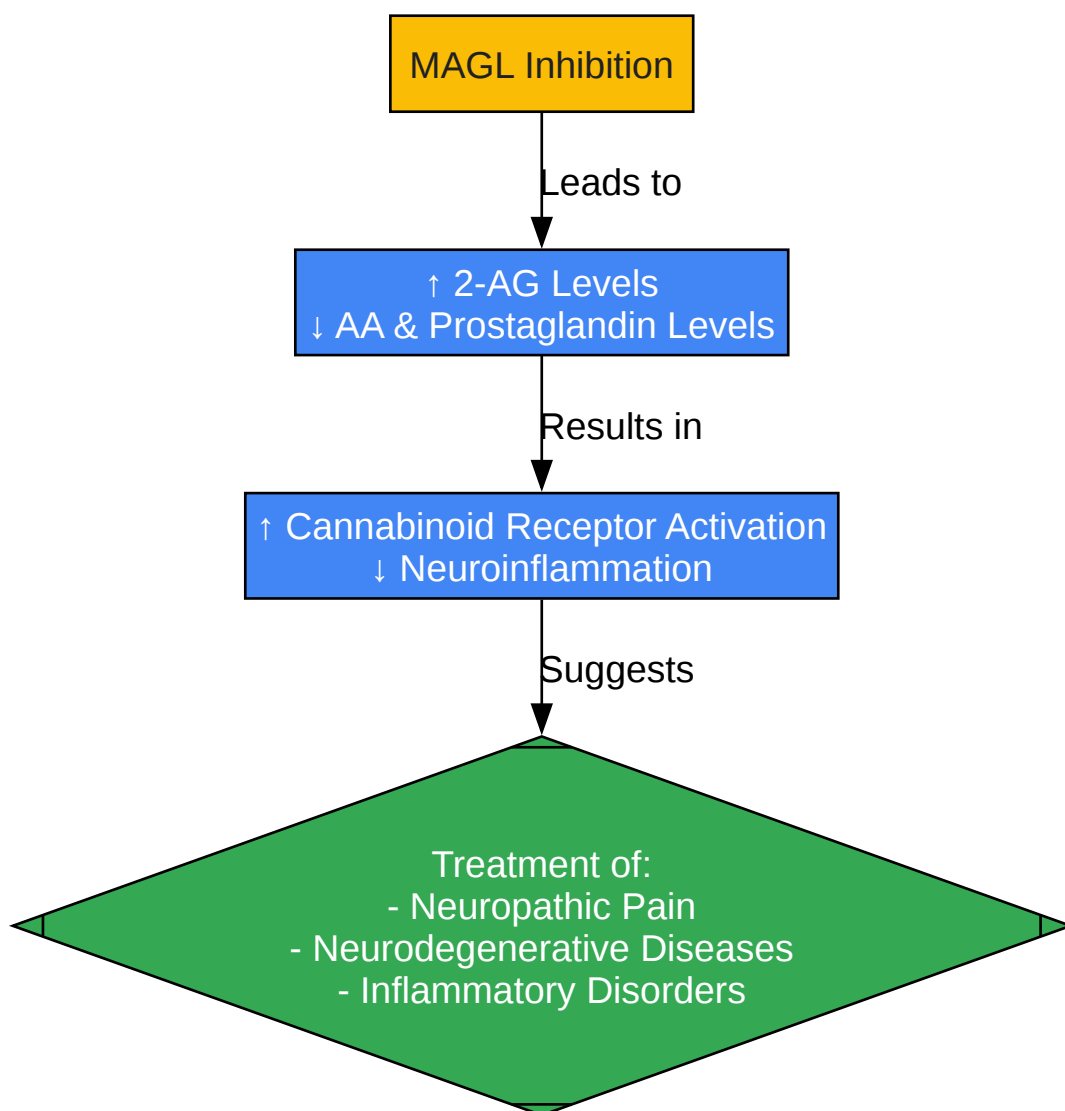 MAGL Inhibition
Leads to
↑ 2-AG Levels
↓ AA & Prostaglandin Levels
Results in
↑ Cannabinoid Receptor Activation
↓ Neuroinflammation
Suggests
Treatment of:
- Neuropathic Pain
- Neurodegenerative Diseases
- Inflammatory Disorders